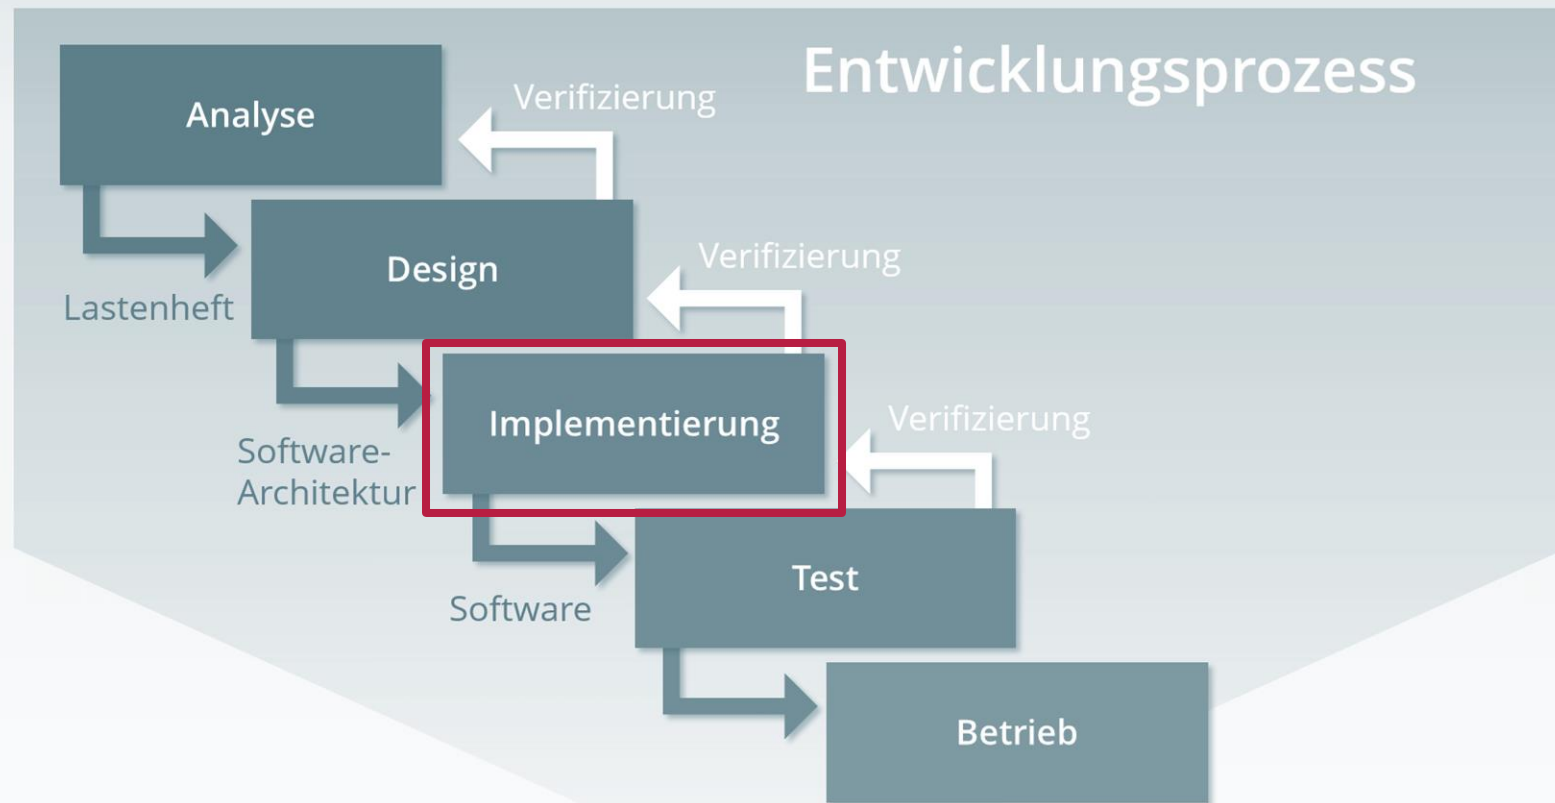 Entwicklungsprozess
Analyse
Verifizierung
Lastenheft
Design
Verifizierung
Software-
Architektur
Implementierung
Verifizierung
Software
Test
Betrieb